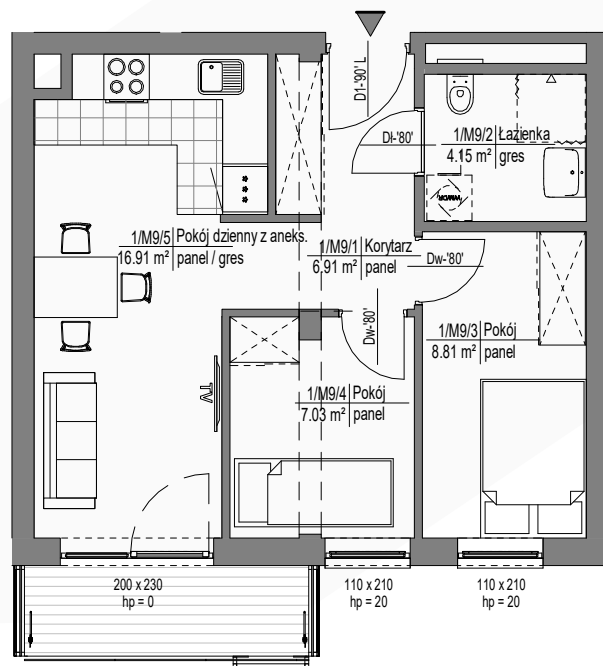 D1-'90' L
Dł-'80'
1/M9/2 Łazienka
4.15 m² gres
1/M9/5 Pokój dzienny z aneks.
16.91 m² panel / gres
1/M9/1 Korytarz
6.91 m² panel
Dw-'80'
Dw-'80'
1/M9/3 Pokój
8.81 m² panel
TV
1/M9/4 Pokój
7.03 m² panel
200 x 230
hp = 0
110 x 210
hp = 20
110 x 210
hp = 20